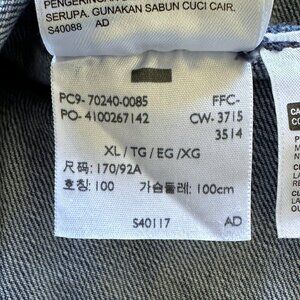 SERUPA. GUNAKAN SABUN CUCI CAIR.
S40088 AD
PC9- 70240-0085 FFC-
PO- 4100267142 CW- 3715
3514
XL / TG / EG / XG
尺码: 170/92A
호칭: 100 가슴둘레: 100cm
S40117 AD